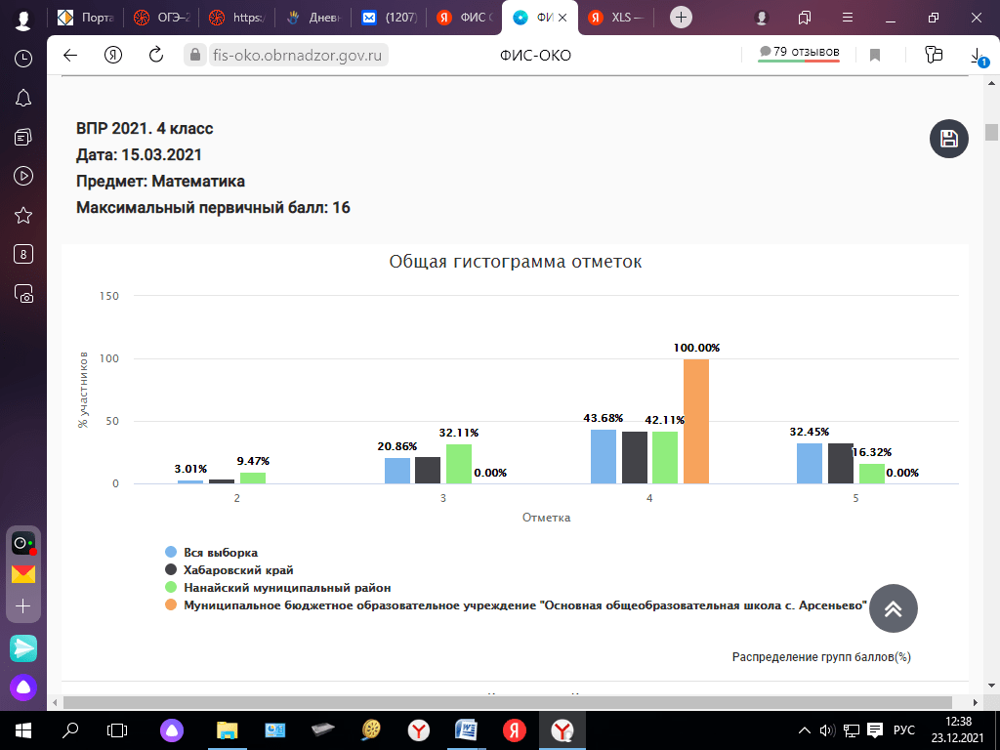 Порта
ОГЭ–2
https:
Дневн
(1207)
ФИС О
ФИ
XLS —
fis-oko.obrnadzor.gov.ru
ФИС-ОКО
79 отзывов
1
8
ВПР 2021. 4 класс
Дата: 15.03.2021
Предмет: Математика
Максимальный первичный балл: 16
Общая гистограмма отметок
% участников
150
100
50
0
3.01%
9.47%
20.86%
32.11%
0.00%
43.68%
42.11%
100.00%
32.45%
16.32%
0.00%
2
3
4
5
Отметка
Вся выборка
Хабаровский край
Нанайский муниципальный район
Муниципальное бюджетное образовательное учреждение "Основная общеобразовательная школа с. Арсеньево"
Распределение групп баллов(%)
РУС
12:38
23.12.2021